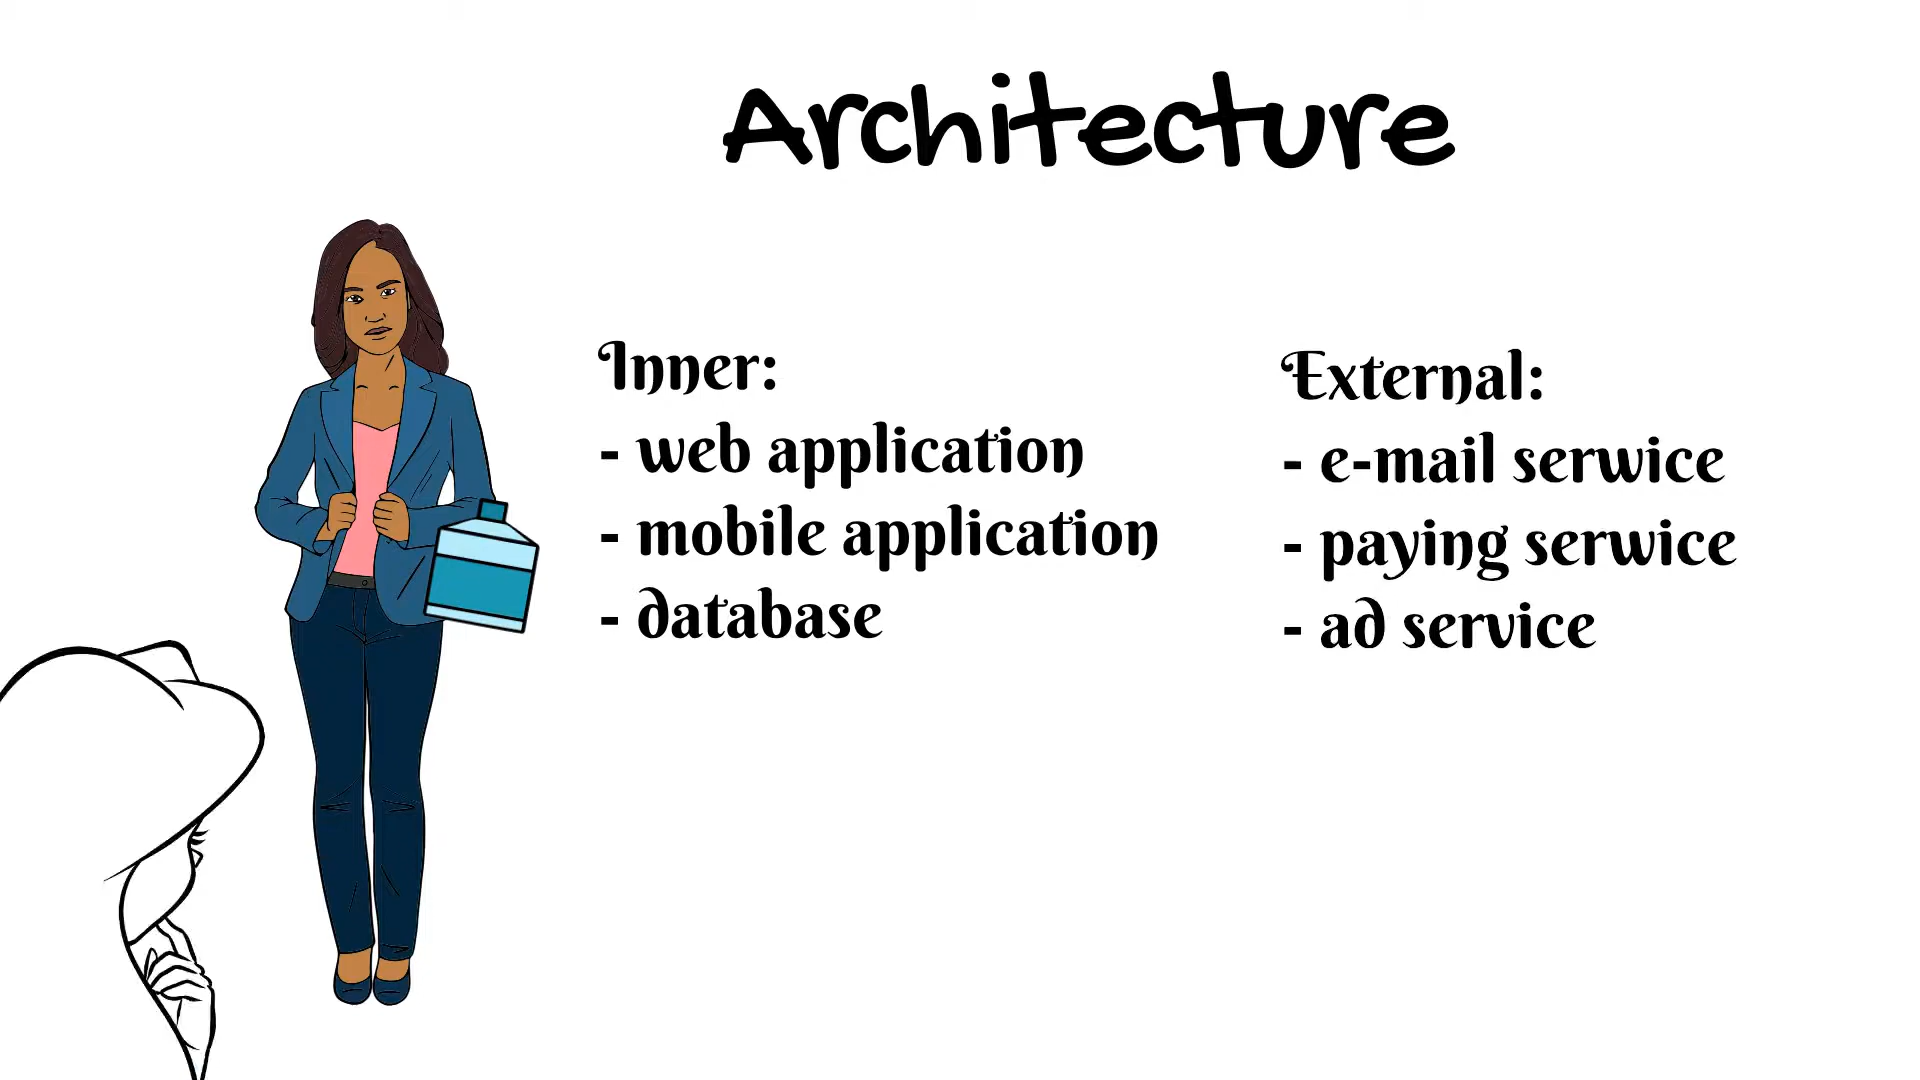 Architecture
Inner:
- web application
- mobile application
- database
External:
- e-mail serwice
- paying serwice
- ad service